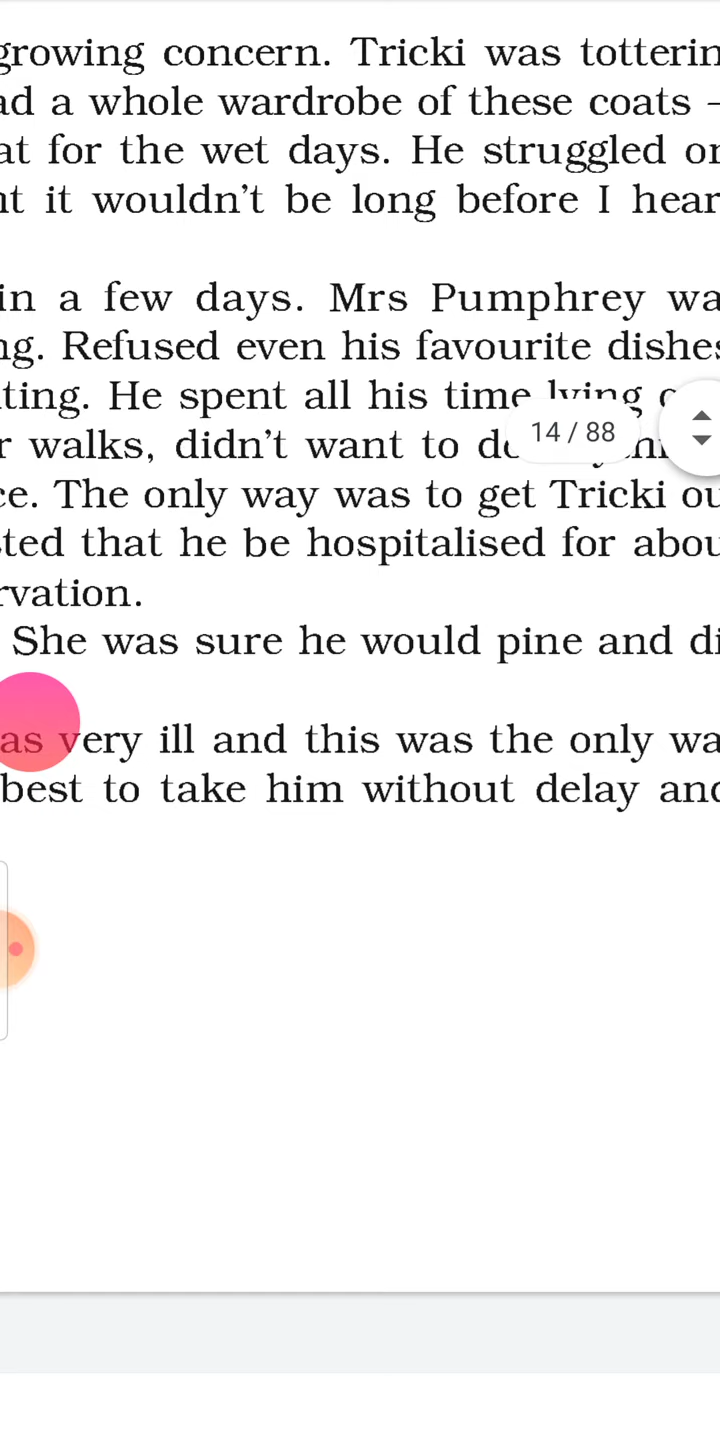 growing concern. Tricki was totterin
ad a whole wardrobe of these coats –
at for the wet days. He struggled on
nt it wouldn't be long before I hear
in a few days. Mrs Pumphrey wa
ng. Refused even his favourite dishes
ting. He spent all his time lying
r walks, didn't want to do
14 / 88
ce. The only way was to get Tricki ou
ted that he be hospitalised for abou
rvation.
She was sure he would pine and di
as very ill and this was the only wa
best to take him without delay and